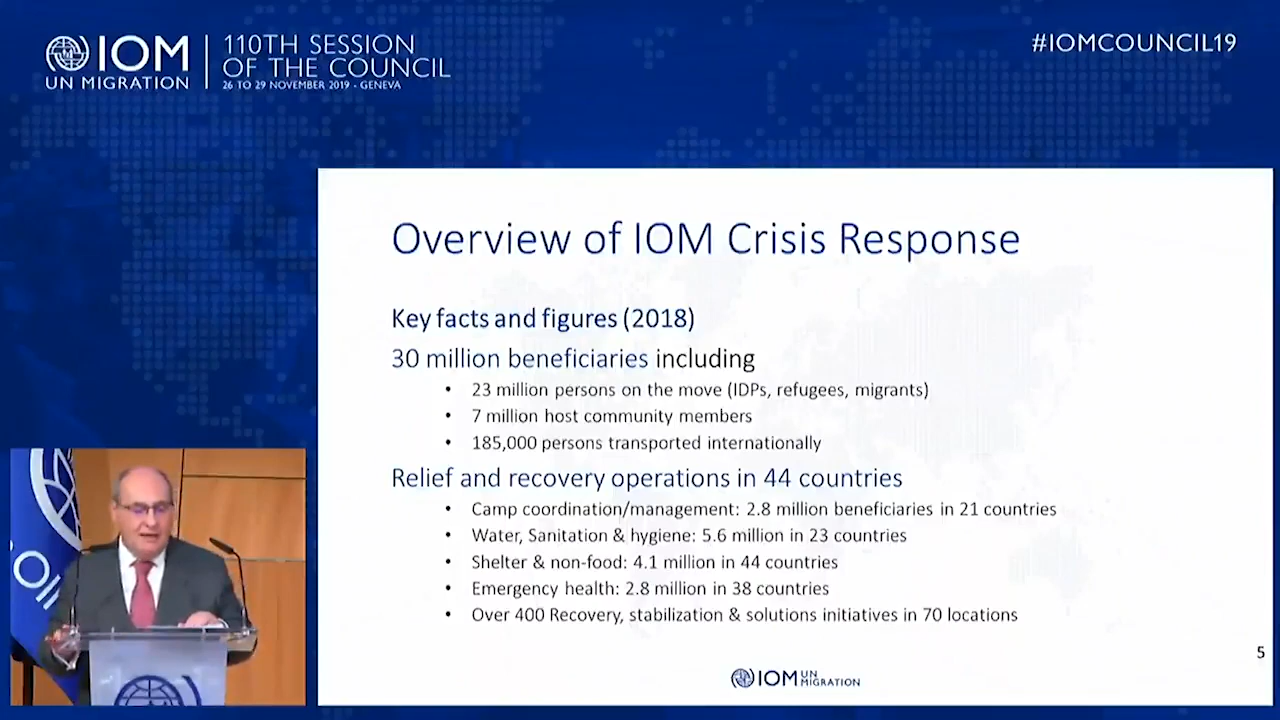 IOM
UN MIGRATION
110TH SESSION
OF THE COUNCIL
26 TO 29 NOVEMBER 2019 - GENEVA
#IOMCOUNCIL19
Overview of IOM Crisis Response
Key facts and figures (2018)
30 million beneficiaries including
• 23 million persons on the move (IDPs, refugees, migrants)
• 7 million host community members
• 185,000 persons transported internationally
Relief and recovery operations in 44 countries
• Camp coordination/management: 2.8 million beneficiaries in 21 countries
• Water, Sanitation & hygiene: 5.6 million in 23 countries
• Shelter & non-food: 4.1 million in 44 countries
• Emergency health: 2.8 million in 38 countries
• Over 400 Recovery, stabilization & solutions initiatives in 70 locations
5
IOM UN
MIGRATION